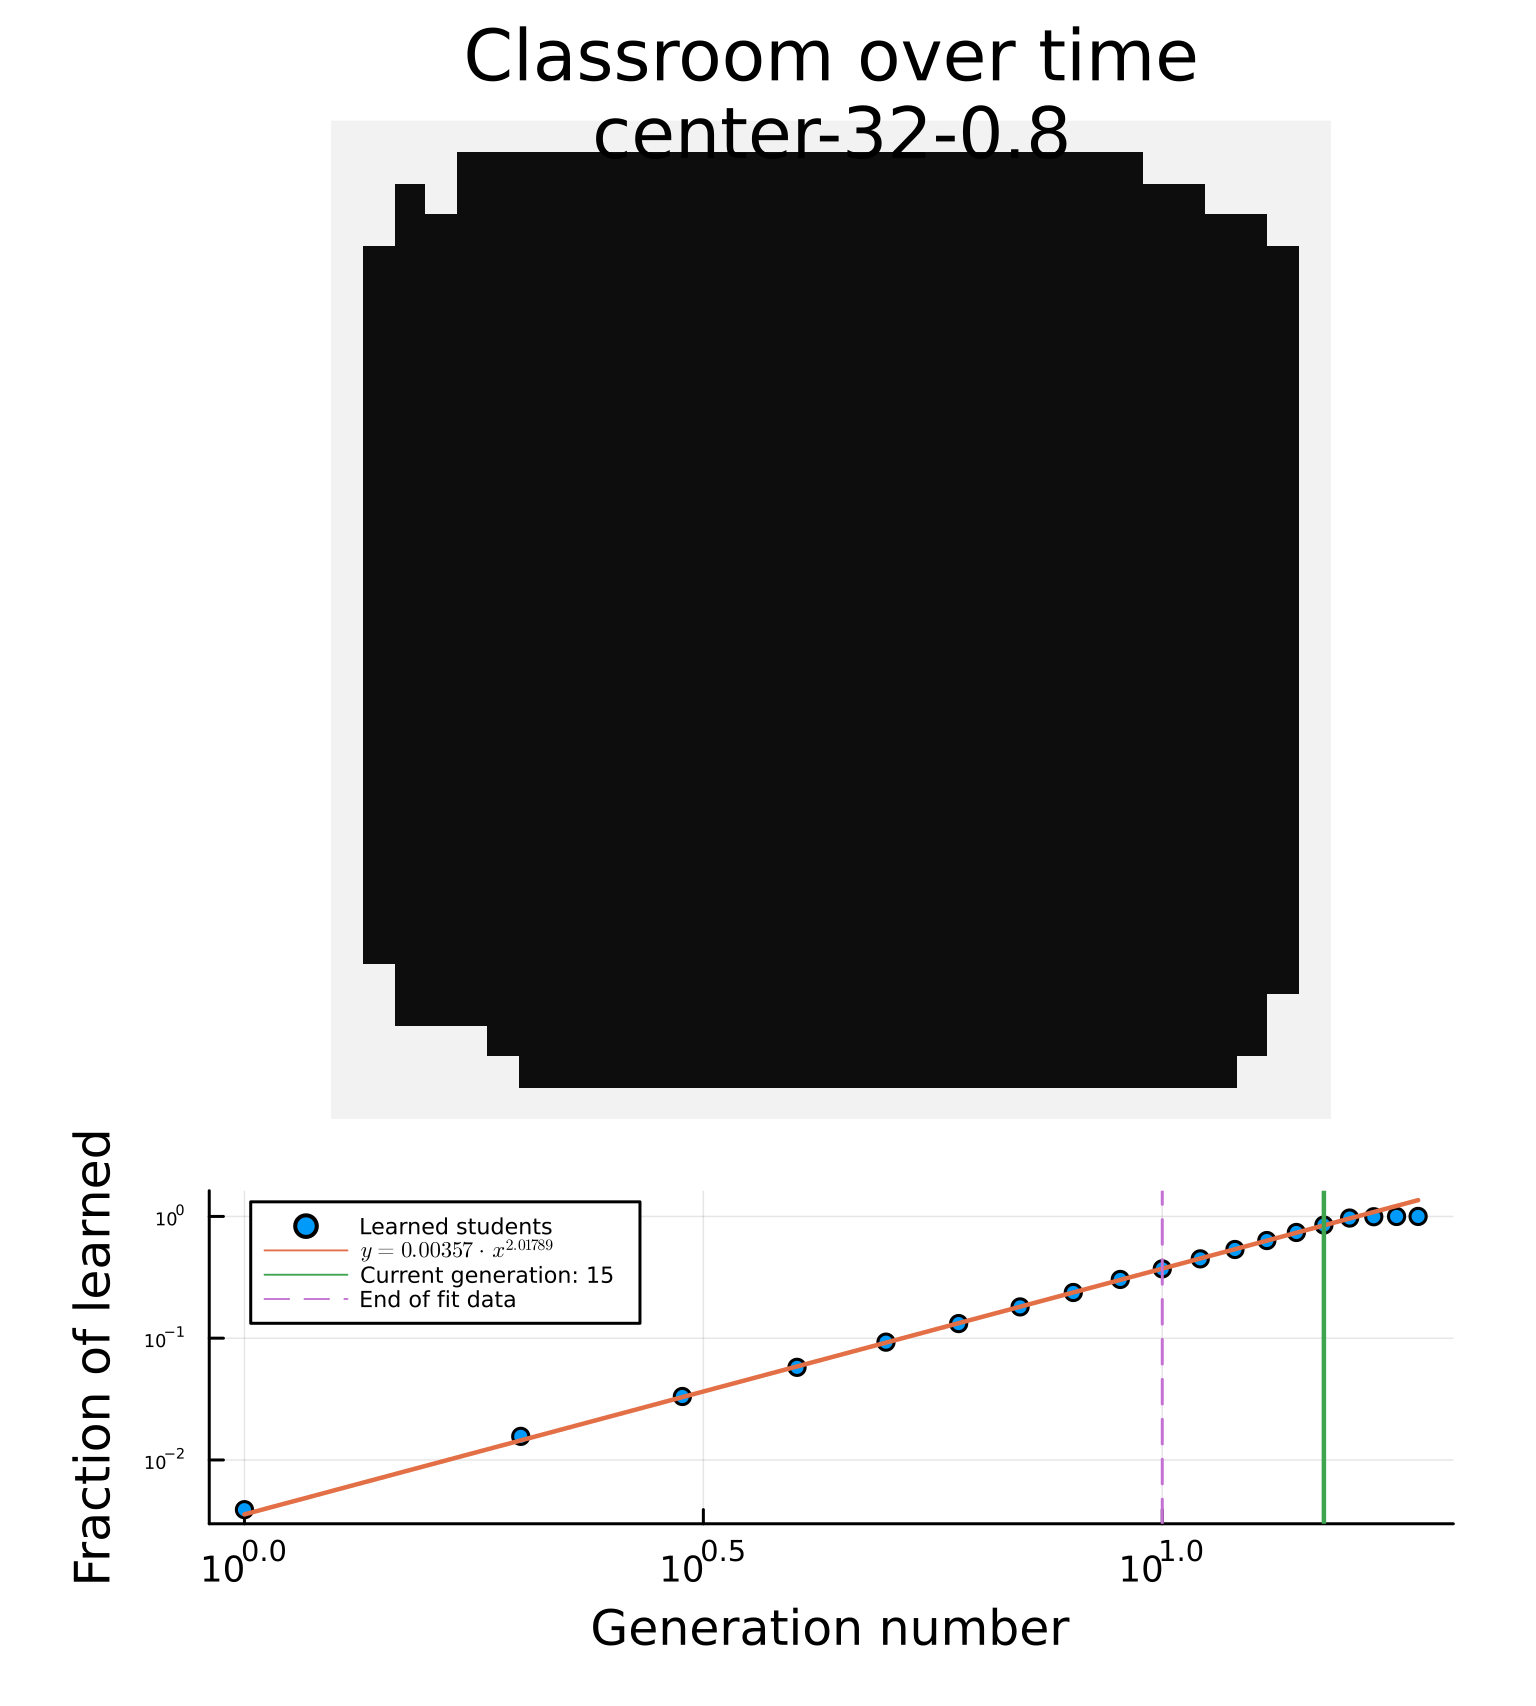 Classroom over time
center-32-0.8
Fraction of learned
10^0
10^-1
10^-2
Learned students
y = 0.00357 · x^2.01789
Current generation: 15
End of fit data
10^0.0 10^0.5 10^1.0
Generation number